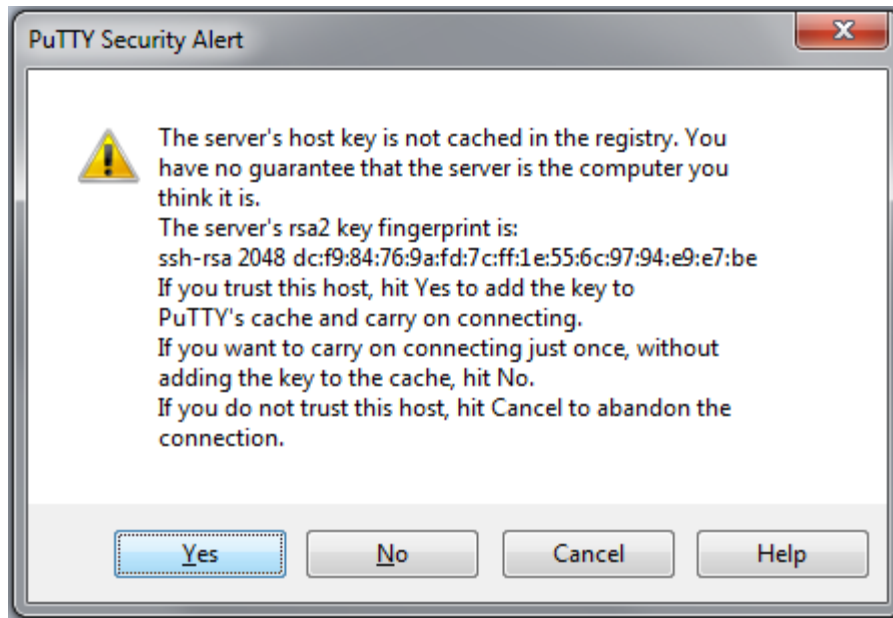 PuTTY Security Alert
The server's host key is not cached in the registry. You
have no guarantee that the server is the computer you
think it is.
The server's rsa2 key fingerprint is:
ssh-rsa 2048 dc:f9:84:76:9a:fd:7c:ff:1e:55:6c:97:94:e9:e7:be
If you trust this host, hit Yes to add the key to
PuTTY's cache and carry on connecting.
If you want to carry on connecting just once, without
adding the key to the cache, hit No.
If you do not trust this host, hit Cancel to abandon the
connection.
Yes No Cancel Help